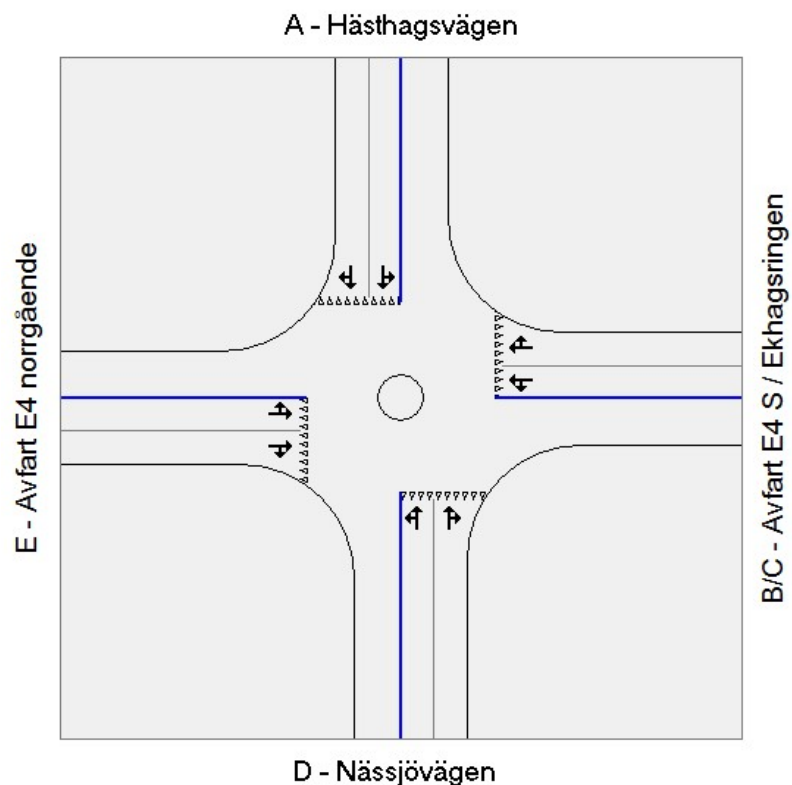 A - Hästhagsvägen
E - Avfart E4 norrgående
B/C - Avfart E4 S / Ekhagsringen
D - Nässjövägen